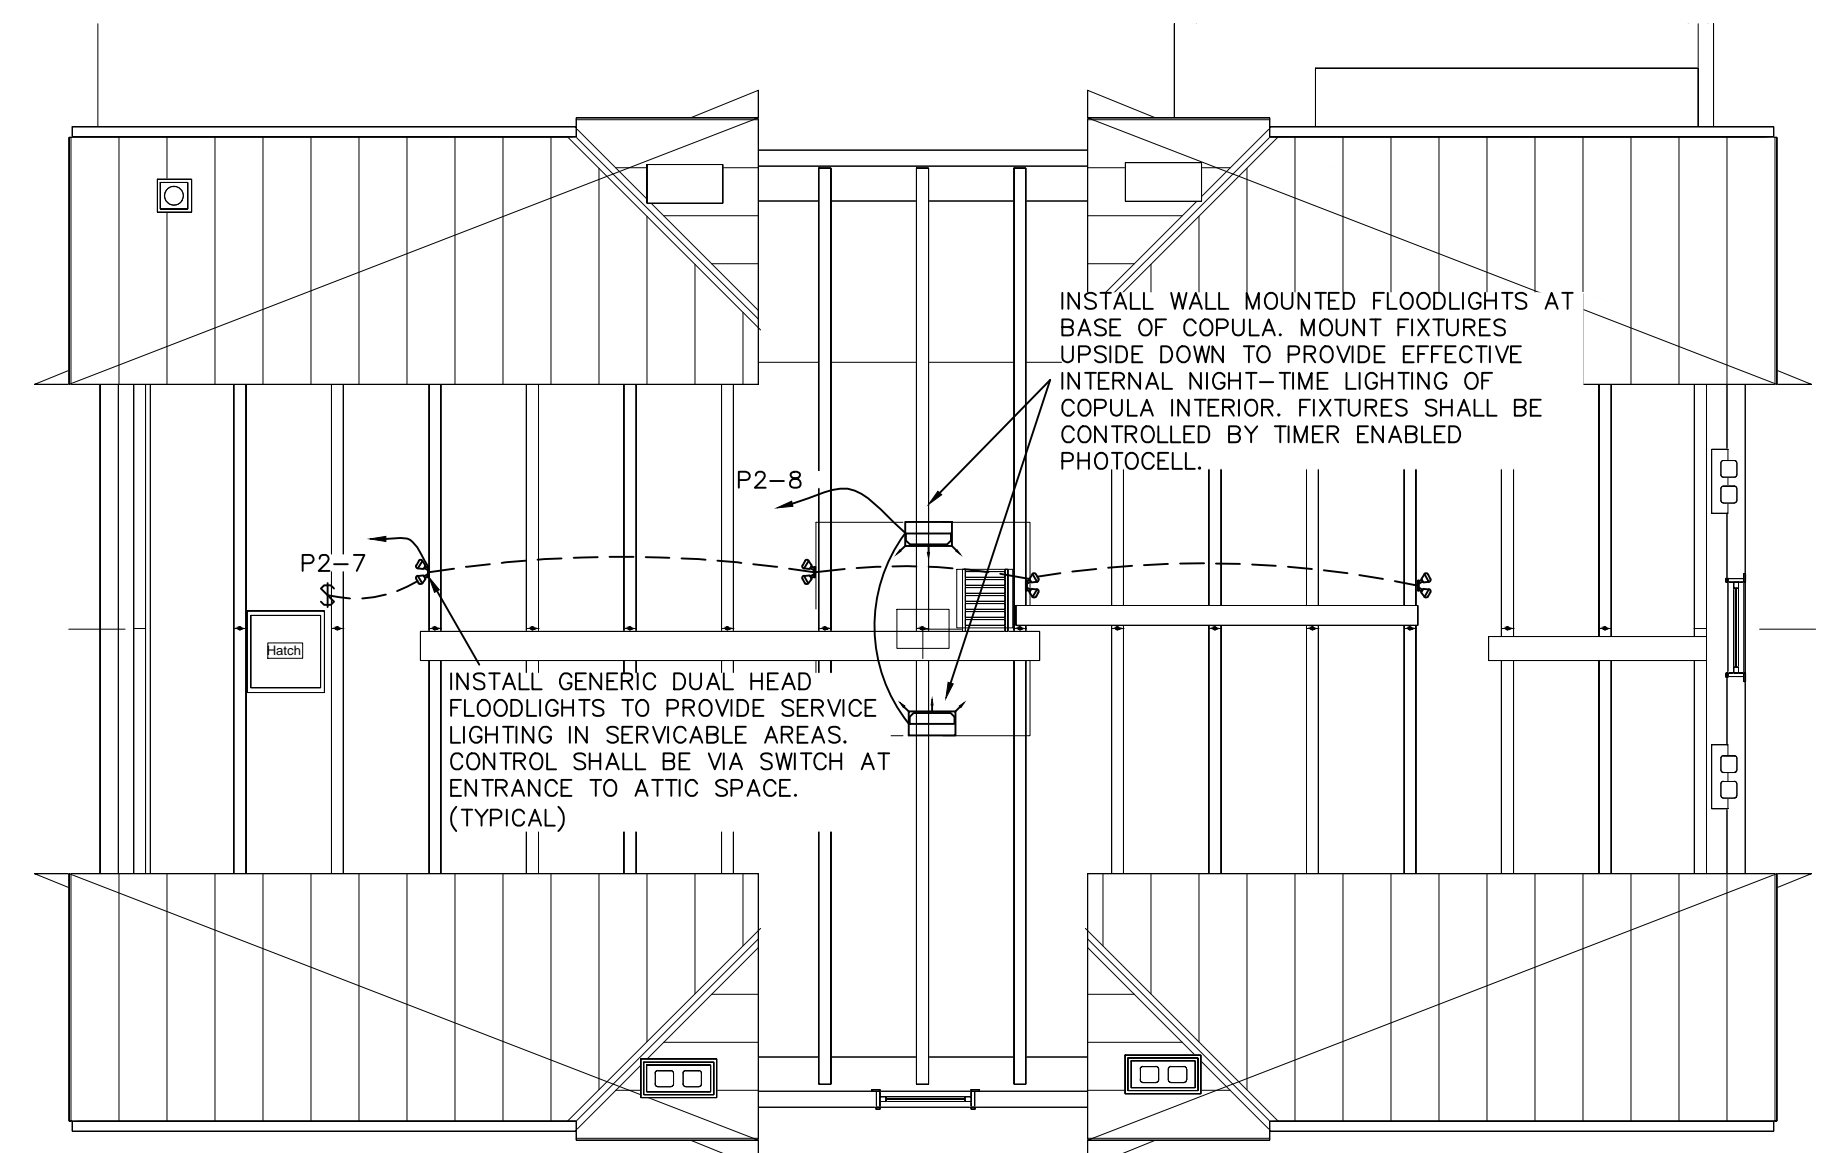 INSTALL WALL MOUNTED FLOODLIGHTS AT
BASE OF COPULA. MOUNT FIXTURES
UPSIDE DOWN TO PROVIDE EFFECTIVE
INTERNAL NIGHT-TIME LIGHTING OF
COPULA INTERIOR. FIXTURES SHALL BE
CONTROLLED BY TIMER ENABLED
PHOTOCELL.
P2-8
P2-7
Hatch
INSTALL GENERIC DUAL HEAD
FLOODLIGHTS TO PROVIDE SERVICE
LIGHTING IN SERVICABLE AREAS.
CONTROL SHALL BE VIA SWITCH AT
ENTRANCE TO ATTIC SPACE.
(TYPICAL)